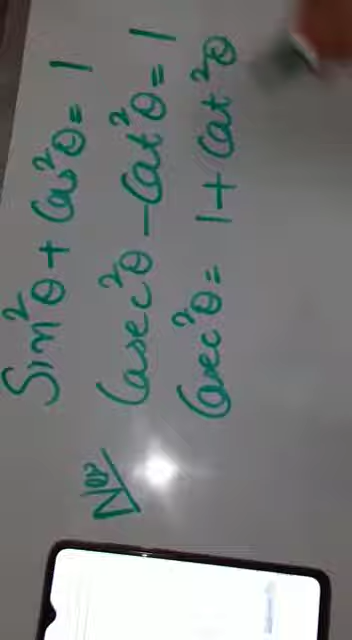 Sin²θ + Cos²θ = 1
Cosec²θ - Cot²θ = 1
Cosec²θ = 1 + Cot²θ